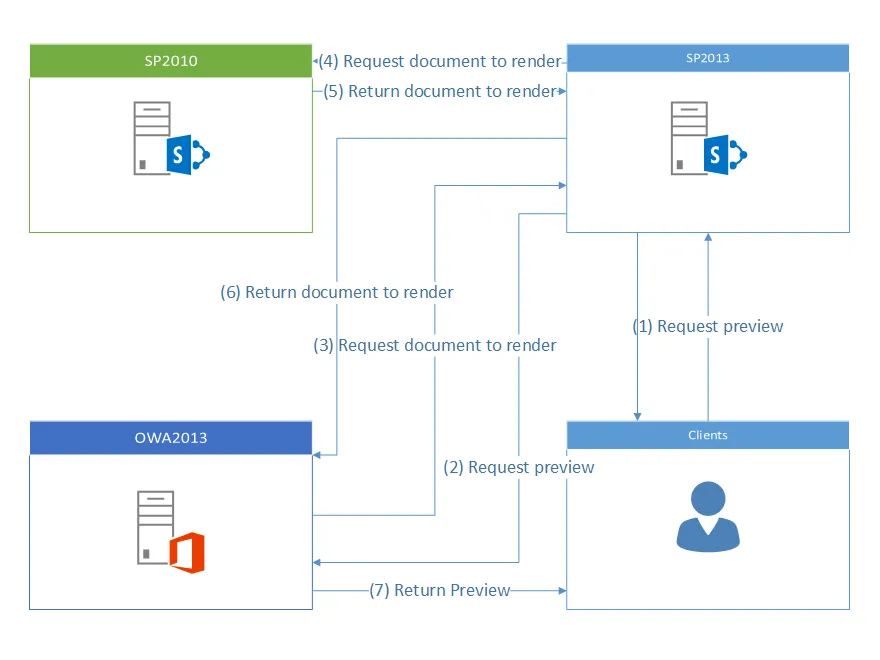 SP2010
(4) Request document to render
SP2013
(5) Return document to render
S
S
(6) Return document to render
(1) Request preview
(3) Request document to render
OWA2013
Clients
(2) Request preview
(7) Return Preview